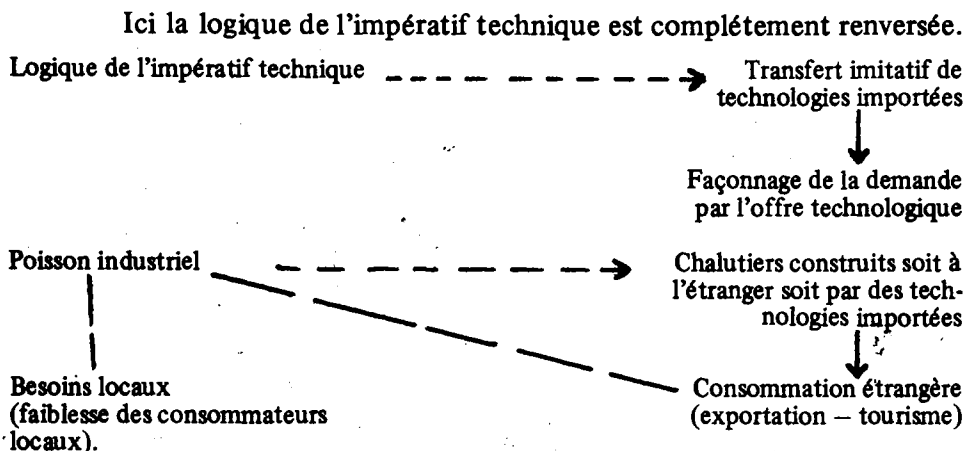 Ici la logique de l’impératif technique est complétement renversée.
Logique de l’impératif technique
Transfert imitatif de
technologies importées
Façonnage de la demande
par l’offre technologique
Poisson industriel
Chalutiers construits soit à
l’étranger soit par des tech-
nologies importées
Besoins locaux
(faiblesse des consommateurs
locaux).
Consommation étrangère
(exportation – tourisme)